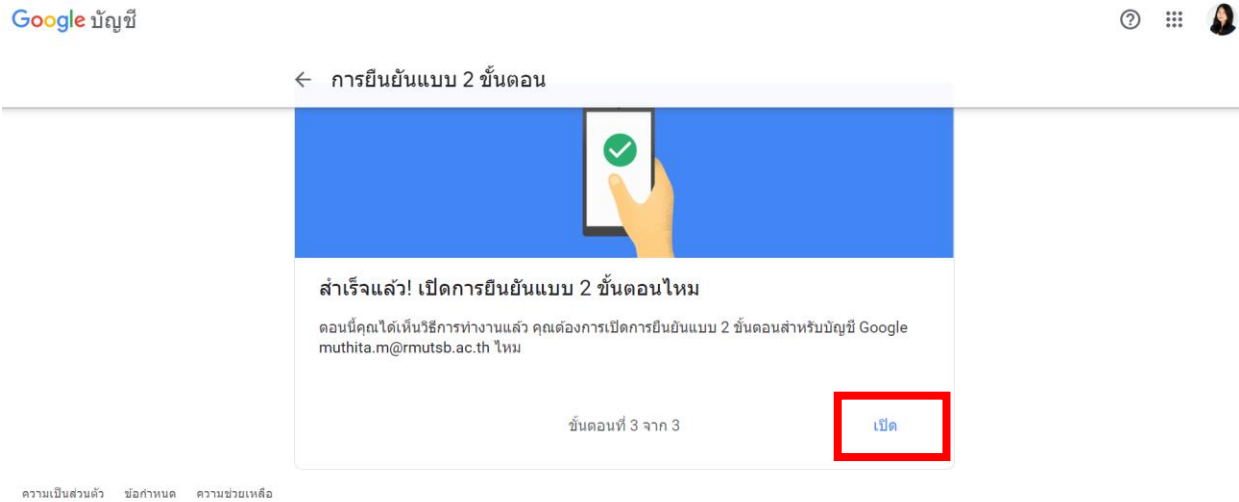 Google บัญชี
การยืนยันแบบ 2 ขั้นตอน
สำเร็จแล้ว! เปิดการยืนยันแบบ 2 ขั้นตอนไหม
ตอนนี้คุณได้เห็นวิธีการทำงานแล้ว คุณต้องการเปิดการยืนยันแบบ 2 ขั้นตอนสำหรับบัญชี Google
muthita.m@rmutsb.ac.th ไหม
ขั้นตอนที่ 3 จาก 3 เปิด
ความเป็นส่วนตัว ข้อกำหนด ความช่วยเหลือ